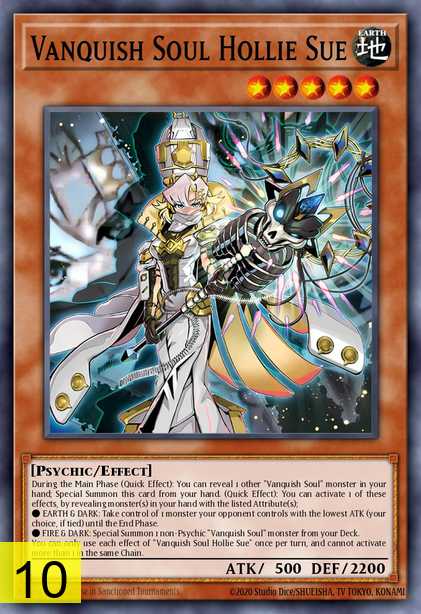 VANQUISH SOUL HOLLIE SUE
EARTH
地
[PSYCHIC/EFFECT]
During the Main Phase (Quick Effect): You can reveal 1 other "Vanquish Soul" monster in your
hand; Special Summon this card from your hand. (Quick Effect): You can activate 1 of these
effects, by revealing monster(s) in your hand with the listed Attribute(s);
● EARTH & DARK: Take control of 1 monster your opponent controls with the lowest ATK (your
choice, if tied) until the End Phase.
● FIRE & DARK: Special Summon 1 non-Psychic "Vanquish Soul" monster from your Deck.
You can only use each effect of "Vanquish Soul Hollie Sue" once per turn, and cannot activate
more than 1 in the same Chain.
ATK/ 500 DEF/2200
10
in Sanctioned Tournaments
©2020 Studio Dice/SHUEISHA, TV TOKYO, KONAMI